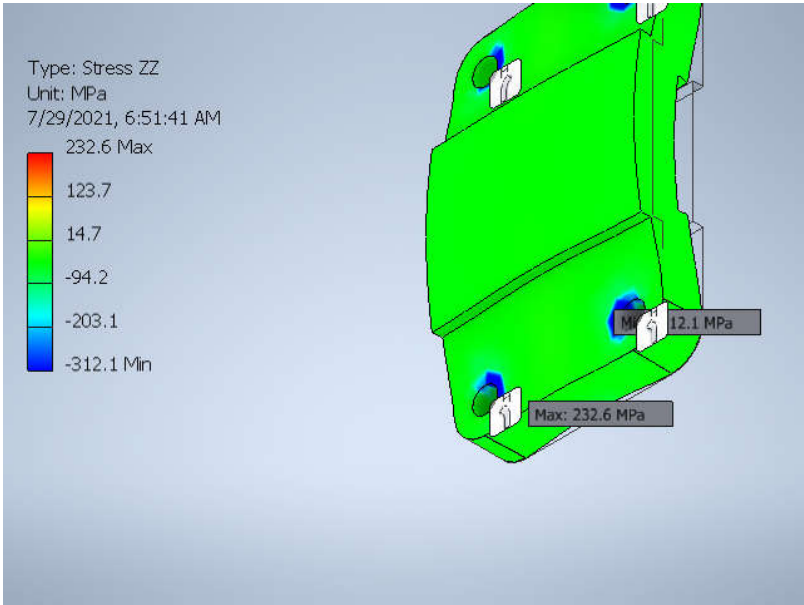 Type: Stress ZZ
Unit: MPa
7/29/2021, 6:51:41 AM
232.6 Max
123.7
14.7
-94.2
-203.1
-312.1 Min
12.1 MPa
Max: 232.6 MPa